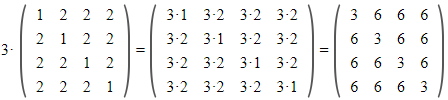 3· ( 1 2 2 2 ) = ( 3·1 3·2 3·2 3·2 ) = ( 3 6 6 6 )
( 2 1 2 2 ) ( 3·2 3·1 3·2 3·2 ) ( 6 3 6 6 )
( 2 2 1 2 ) ( 3·2 3·2 3·1 3·2 ) ( 6 6 3 6 )
( 2 2 2 1 ) ( 3·2 3·2 3·2 3·1 ) ( 6 6 6 3 )